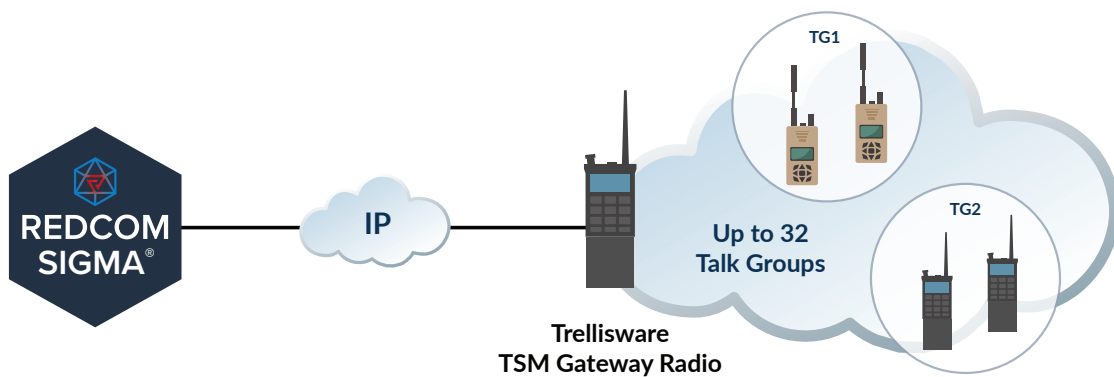 REDCOM
SIGMA®
IP
Trellisware
TSM Gateway Radio
Up to 32
Talk Groups
TG1
TG2